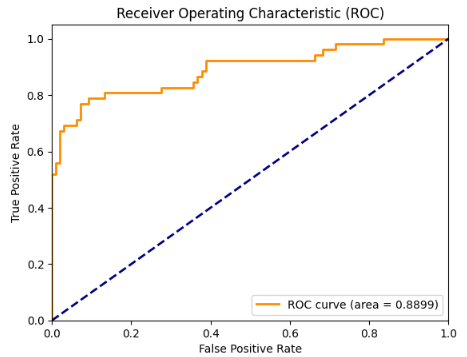 Receiver Operating Characteristic (ROC)
True Positive Rate
1.0
0.8
0.6
0.4
0.2
0.0
0.0 0.2 0.4 0.6 0.8 1.0
False Positive Rate
ROC curve (area = 0.8899)